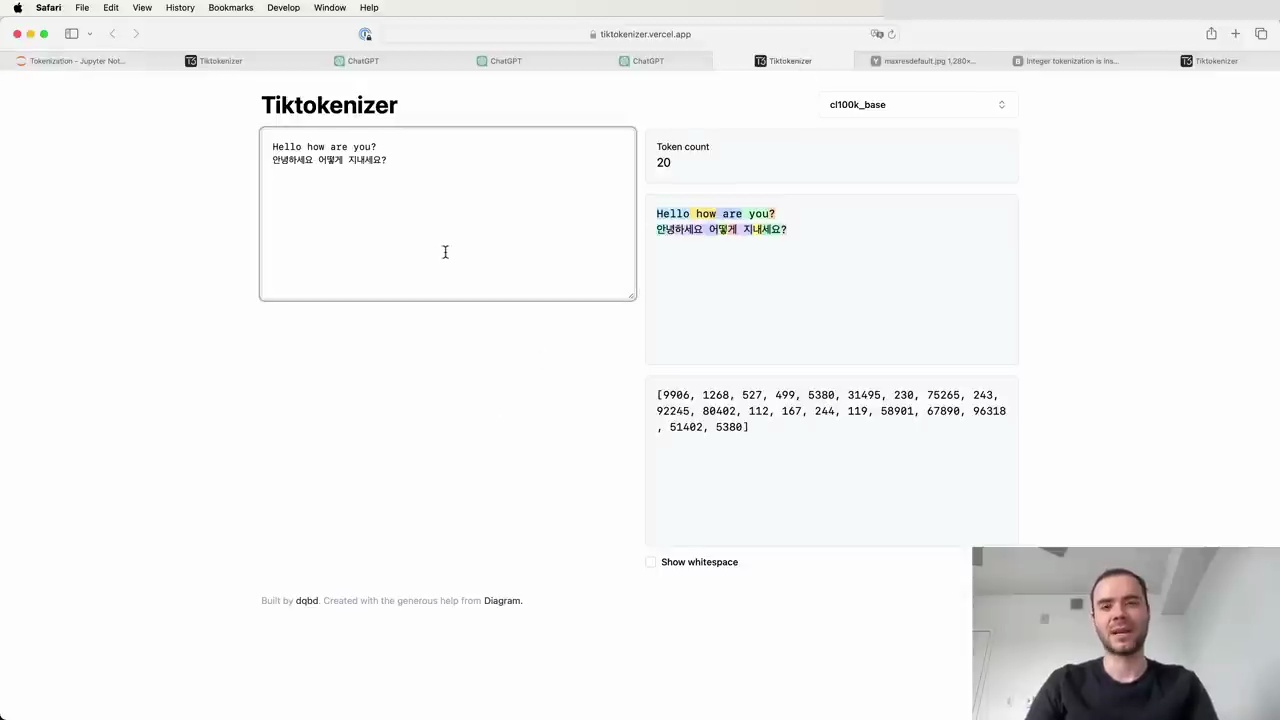 Safari File Edit View History Bookmarks Develop Window Help
tiktokenizer.vercel.app
Tokenization - Jupyter Not... Tiktokenizer ChatGPT ChatGPT ChatGPT Tiktokenizer maxresdefault.jpg 1,280×... Integer tokenization is ins... Tiktokenizer
Tiktokenizer
cl100k_base
Hello how are you?
안녕하세요 어떻게 지내세요?
Token count
20
Hello how are you?
안녕하세요 어떻게 지내세요?
[9906, 1268, 527, 499, 5380, 31495, 230, 75265, 243,
92245, 80402, 112, 167, 244, 119, 58901, 67890, 96318
, 51402, 5380]
Show whitespace
Built by dqbd. Created with the generous help from Diagram.